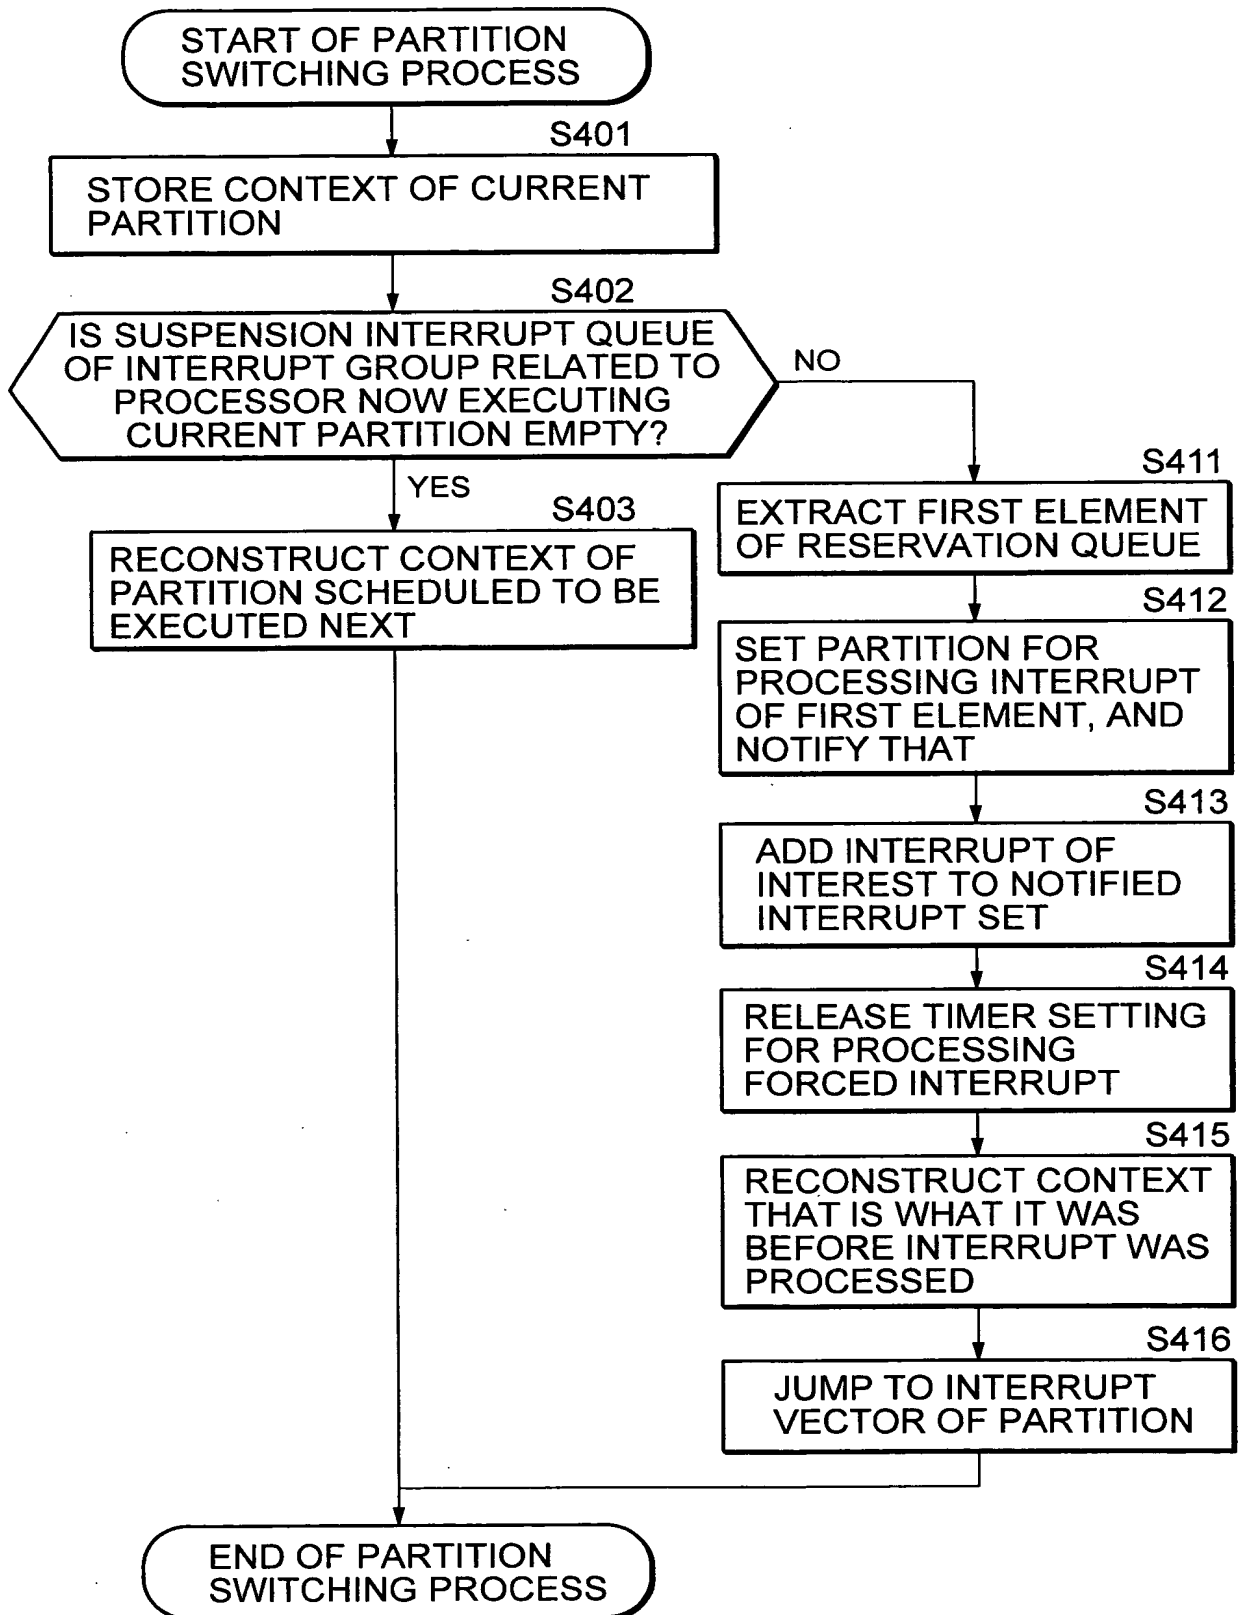 START OF PARTITION
SWITCHING PROCESS
S401
STORE CONTEXT OF CURRENT
PARTITION
S402
IS SUSPENSION INTERRUPT QUEUE
OF INTERRUPT GROUP RELATED TO
PROCESSOR NOW EXECUTING
CURRENT PARTITION EMPTY?
NO
YES
S403
RECONSTRUCT CONTEXT OF
PARTITION SCHEDULED TO BE
EXECUTED NEXT
S411
EXTRACT FIRST ELEMENT
OF RESERVATION QUEUE
S412
SET PARTITION FOR
PROCESSING INTERRUPT
OF FIRST ELEMENT, AND
NOTIFY THAT
S413
ADD INTERRUPT OF
INTEREST TO NOTIFIED
INTERRUPT SET
S414
RELEASE TIMER SETTING
FOR PROCESSING
FORCED INTERRUPT
S415
RECONSTRUCT CONTEXT
THAT IS WHAT IT WAS
BEFORE INTERRUPT WAS
PROCESSED
S416
JUMP TO INTERRUPT
VECTOR OF PARTITION
END OF PARTITION
SWITCHING PROCESS